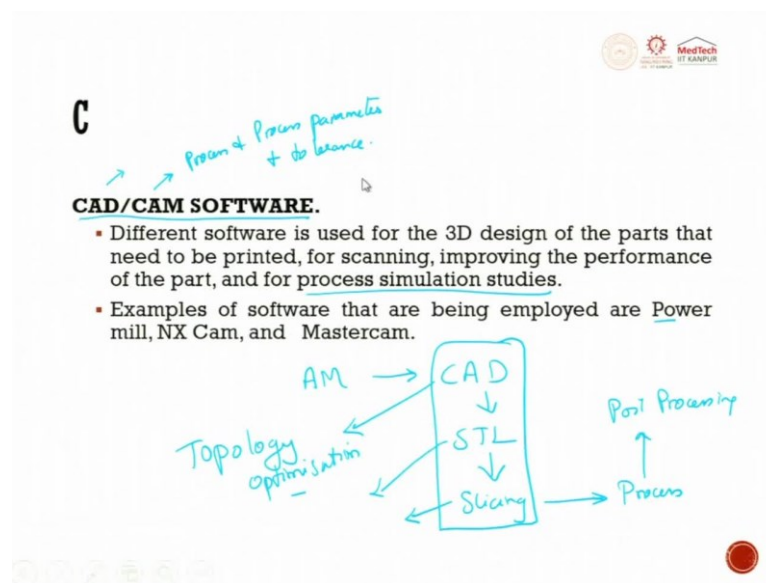 MedTech
IIT KANPUR
C
Process & Process parameter
+ tolerance.
CAD/CAM SOFTWARE.
▪ Different software is used for the 3D design of the parts that
need to be printed, for scanning, improving the performance
of the part, and for process simulation studies.
▪ Examples of software that are being employed are Power
mill, NX Cam, and Mastercam.
AM → CAD
Topology
optimisation
STL
Slicing → Process
Post Processing